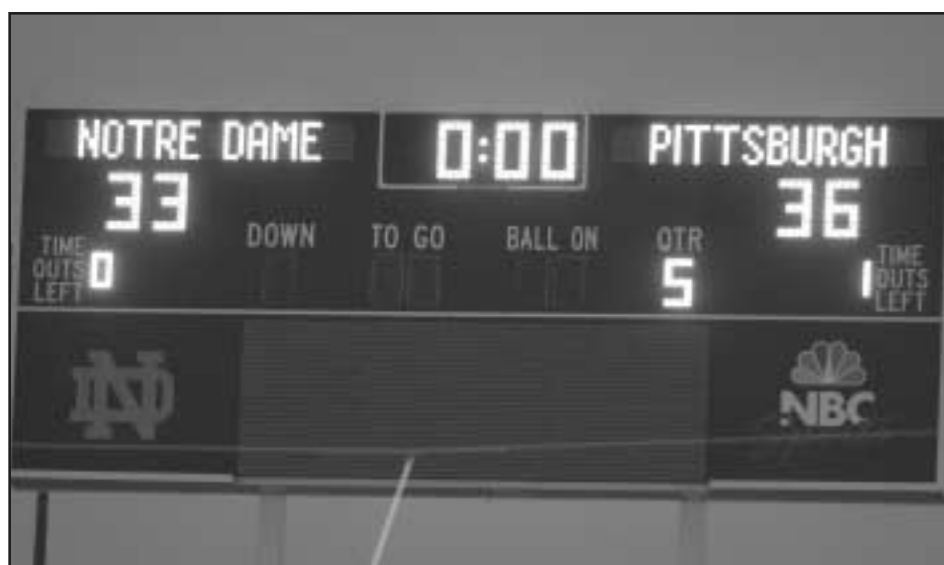 NOTRE DAME 0:00 PITTSBURGH
33 36
DOWN TO GO BALL ON QTR
TIME OUTS LEFT 0 5 1 TIME OUTS LEFT
ND NBC